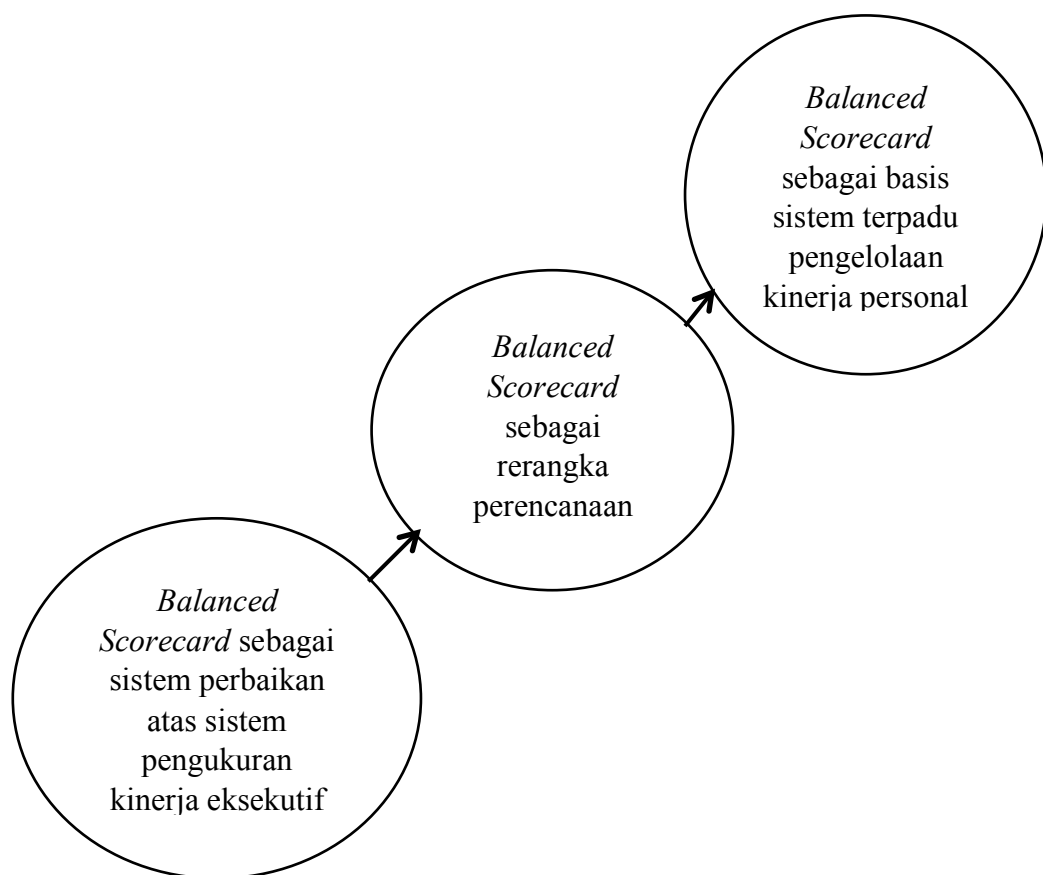 Balanced
Scorecard
sebagai basis
sistem terpadu
pengelolaan
kinerja personal
Balanced
Scorecard
sebagai
rerangka
perencanaan
Balanced
Scorecard sebagai
sistem perbaikan
atas sistem
pengukuran
kinerja eksekutif